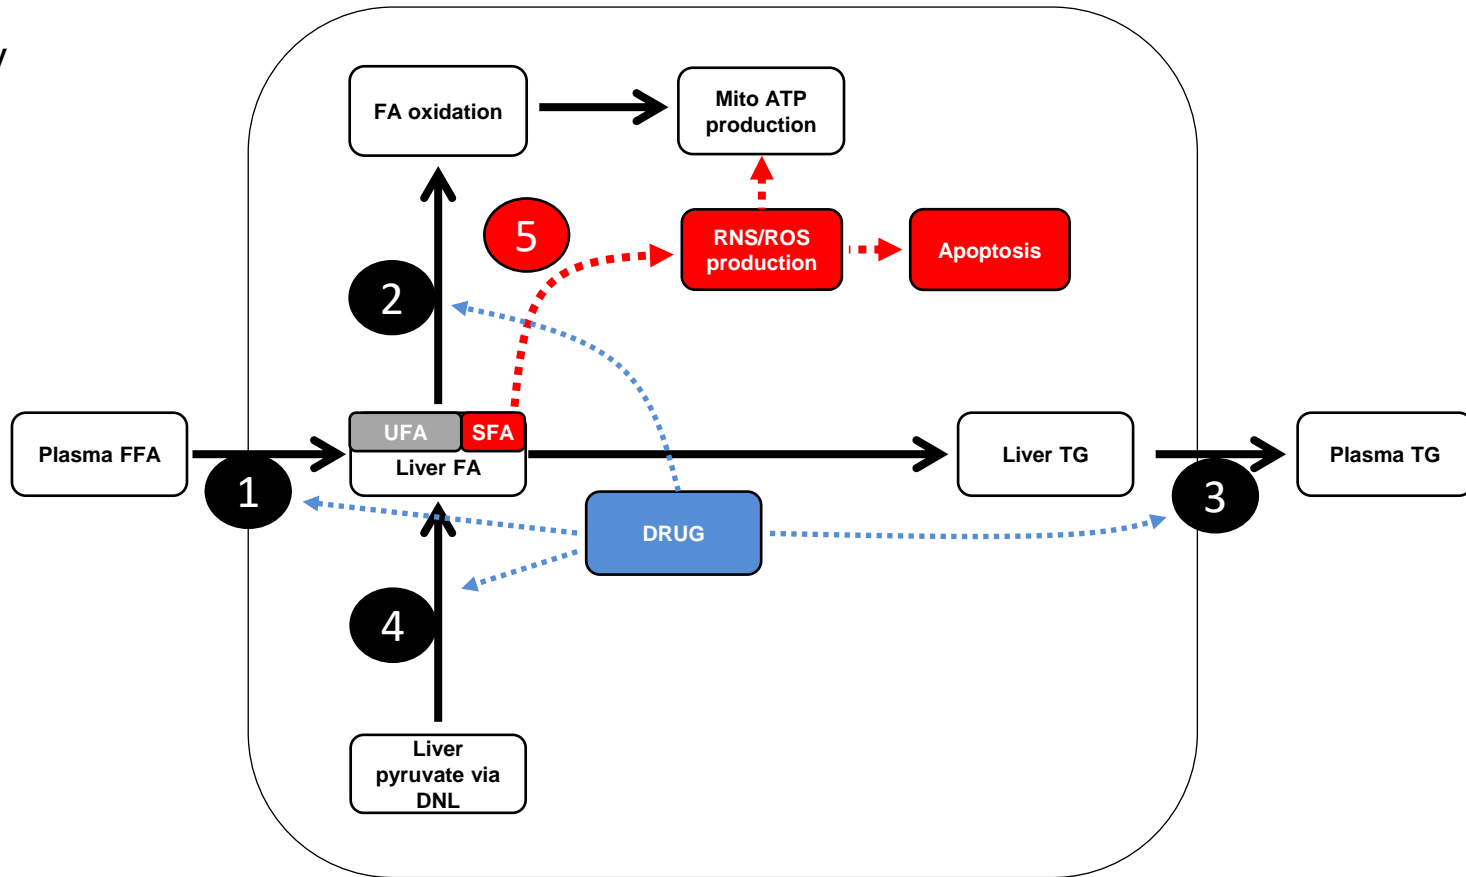 y
FA oxidation
Mito ATP
production
5
RNS/ROS
production
Apoptosis
2
UFA
SFA
Plasma FFA
Liver FA
Liver TG
Plasma TG
1
3
DRUG
4
Liver
pyruvate via
DNL